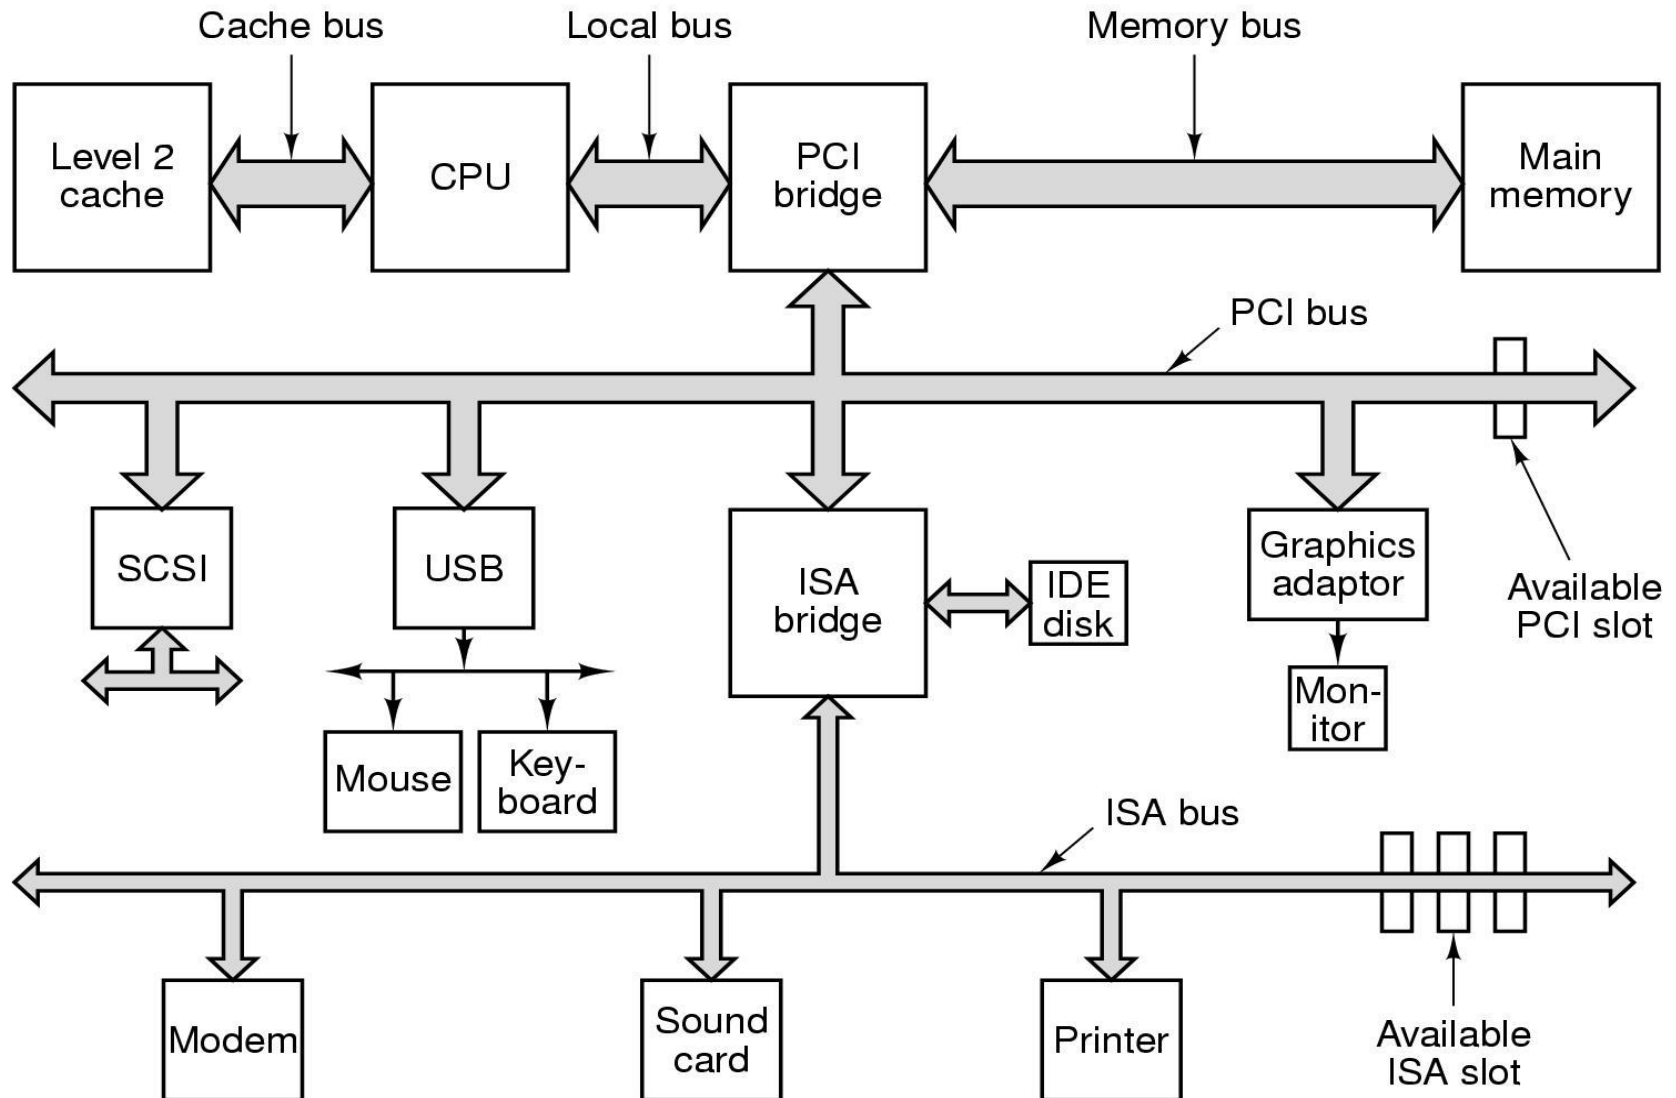 Cache bus
Local bus
Memory bus
Level 2
cache
CPU
PCI
bridge
Main
memory
PCI bus
SCSI
USB
ISA
bridge
IDE
disk
Graphics
adaptor
Available
PCI slot
Mon-
itor
Mouse
Key-
board
ISA bus
Modem
Sound
card
Printer
Available
ISA slot